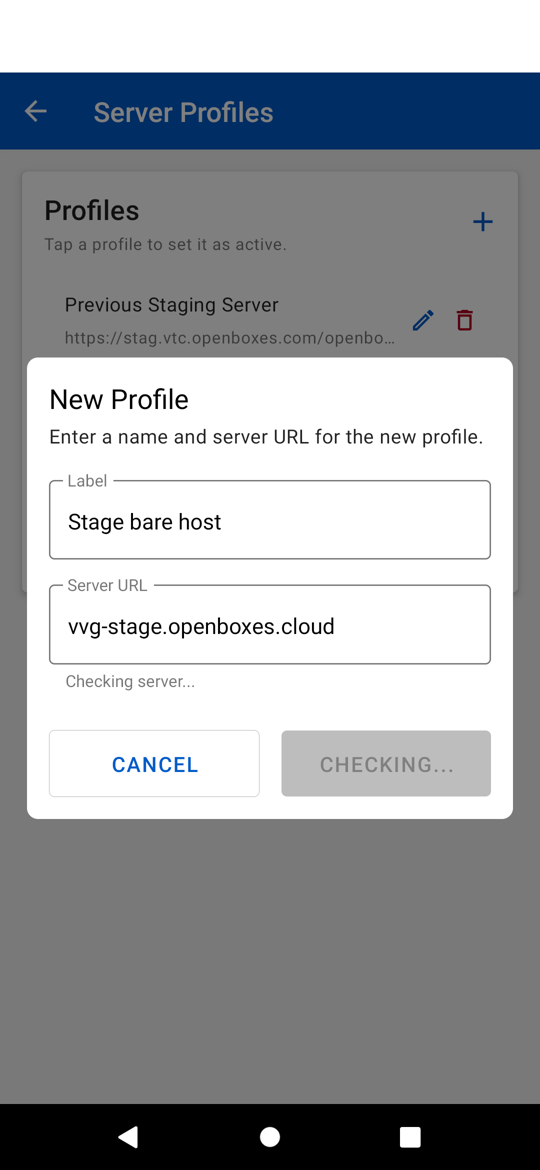 Server Profiles
Profiles
Tap a profile to set it as active.
Previous Staging Server
https://stag.vtc.openboxes.com/openbo…
New Profile
Enter a name and server URL for the new profile.
Label
Stage bare host
Server URL
vvg-stage.openboxes.cloud
Checking server...
CANCEL
CHECKING...